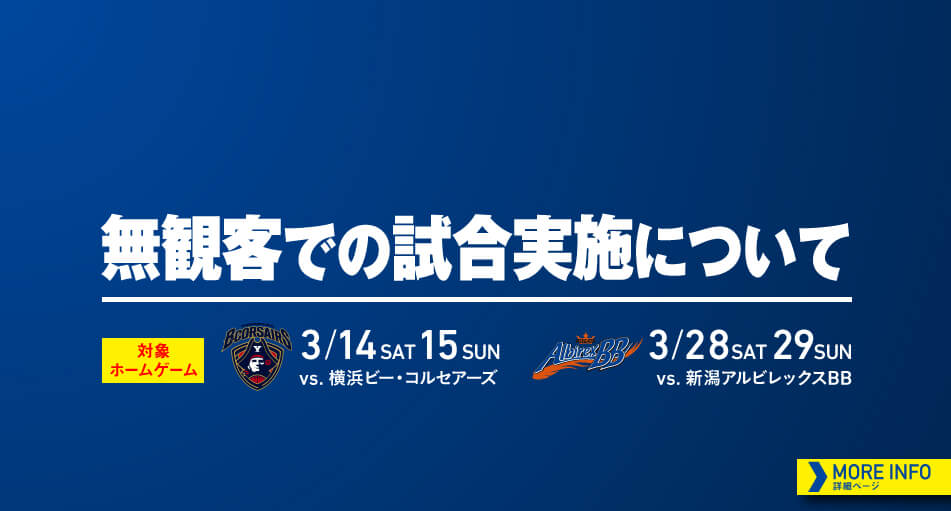 無観客での試合実施について
対象
ホームゲーム
BCORSAIRS
Y
3/14 SAT 15 SUN
vs. 横浜ビー・コルセアーズ
Albirex BB
3/28 SAT 29 SUN
vs. 新潟アルビレックスBB
MORE INFO
詳細ページ